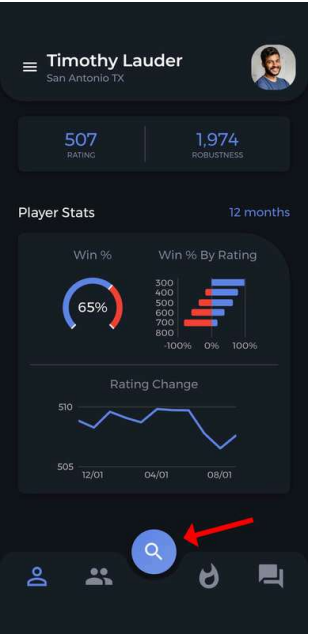 Timothy Lauder
San Antonio TX
507
RATING
1,974
ROBUSTNESS
Player Stats
12 months
Win %
65%
Win % By Rating
300
400
500
600
700
800
-100% 0% 100%
Rating Change
510
505
12/01 04/01 08/01